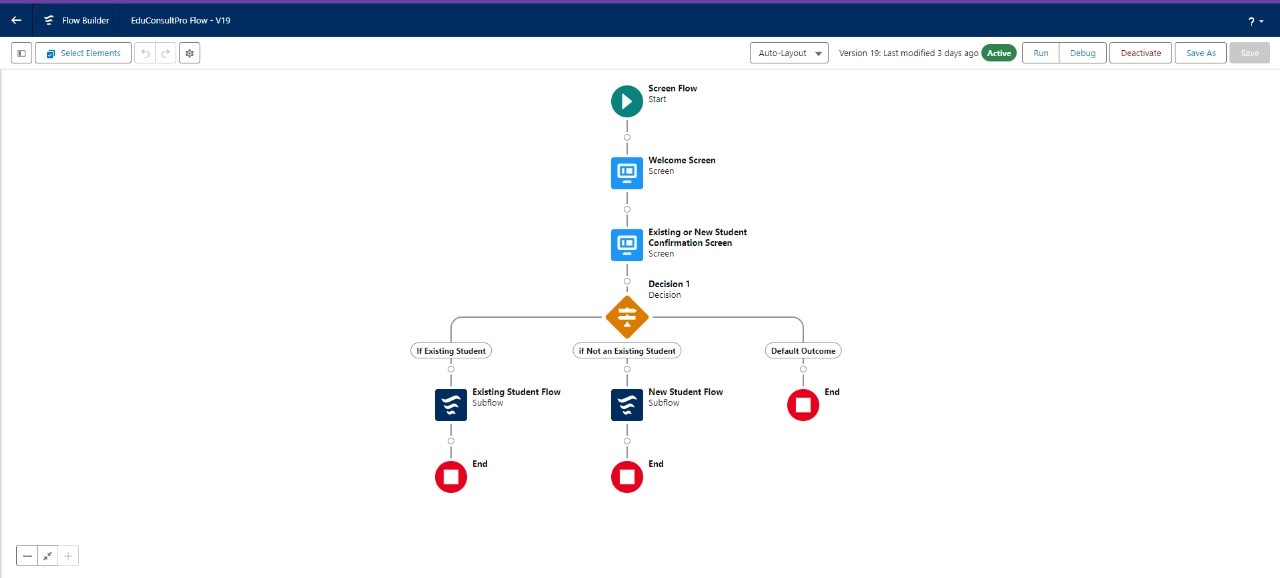 Flow Builder
EduConsultPro Flow - V19
?
Select Elements
Auto-Layout
Version 19: Last modified 3 days ago
Active
Run
Debug
Deactivate
Save As
Save
Screen Flow
Start
Welcome Screen
Screen
Existing or New Student
Confirmation Screen
Screen
Decision 1
Decision
If Existing Student
if Not an Existing Student
Default Outcome
Existing Student Flow
Subflow
New Student Flow
Subflow
End
End
End